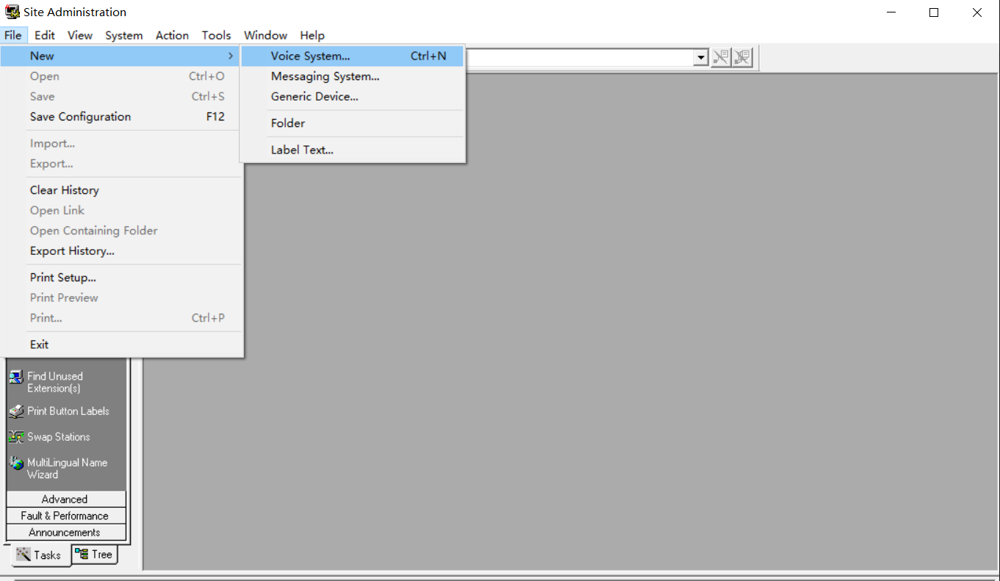 Site Administration
File Edit View System Action Tools Window Help
New
Open Ctrl+O
Save Ctrl+S
Save Configuration F12
Import...
Export...
Clear History
Open Link
Open Containing Folder
Export History...
Print Setup...
Print Preview
Print... Ctrl+P
Exit
Voice System... Ctrl+N
Messaging System...
Generic Device...
Folder
Label Text...
Find Unused
Extension(s)
Print Button Labels
Swap Stations
MultiLingual Name
Wizard
Advanced
Fault & Performance
Announcements
Tasks Tree